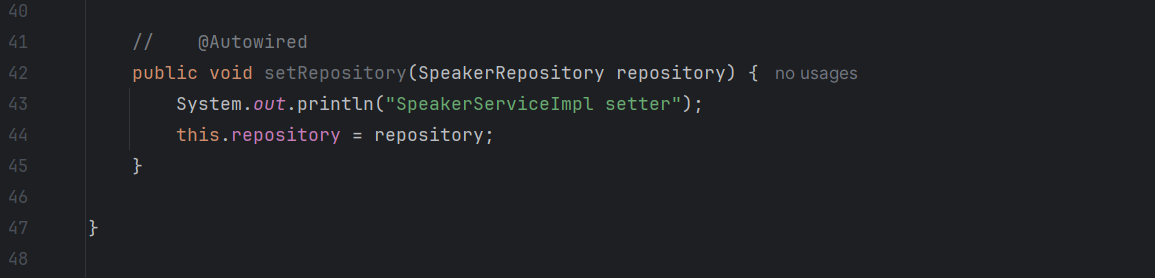 40
41 //    @Autowired
42 public void setRepository(SpeakerRepository repository) { no usages
43 System.out.println("SpeakerServiceImpl setter");
44 this.repository = repository;
45 }
46
47 }
48